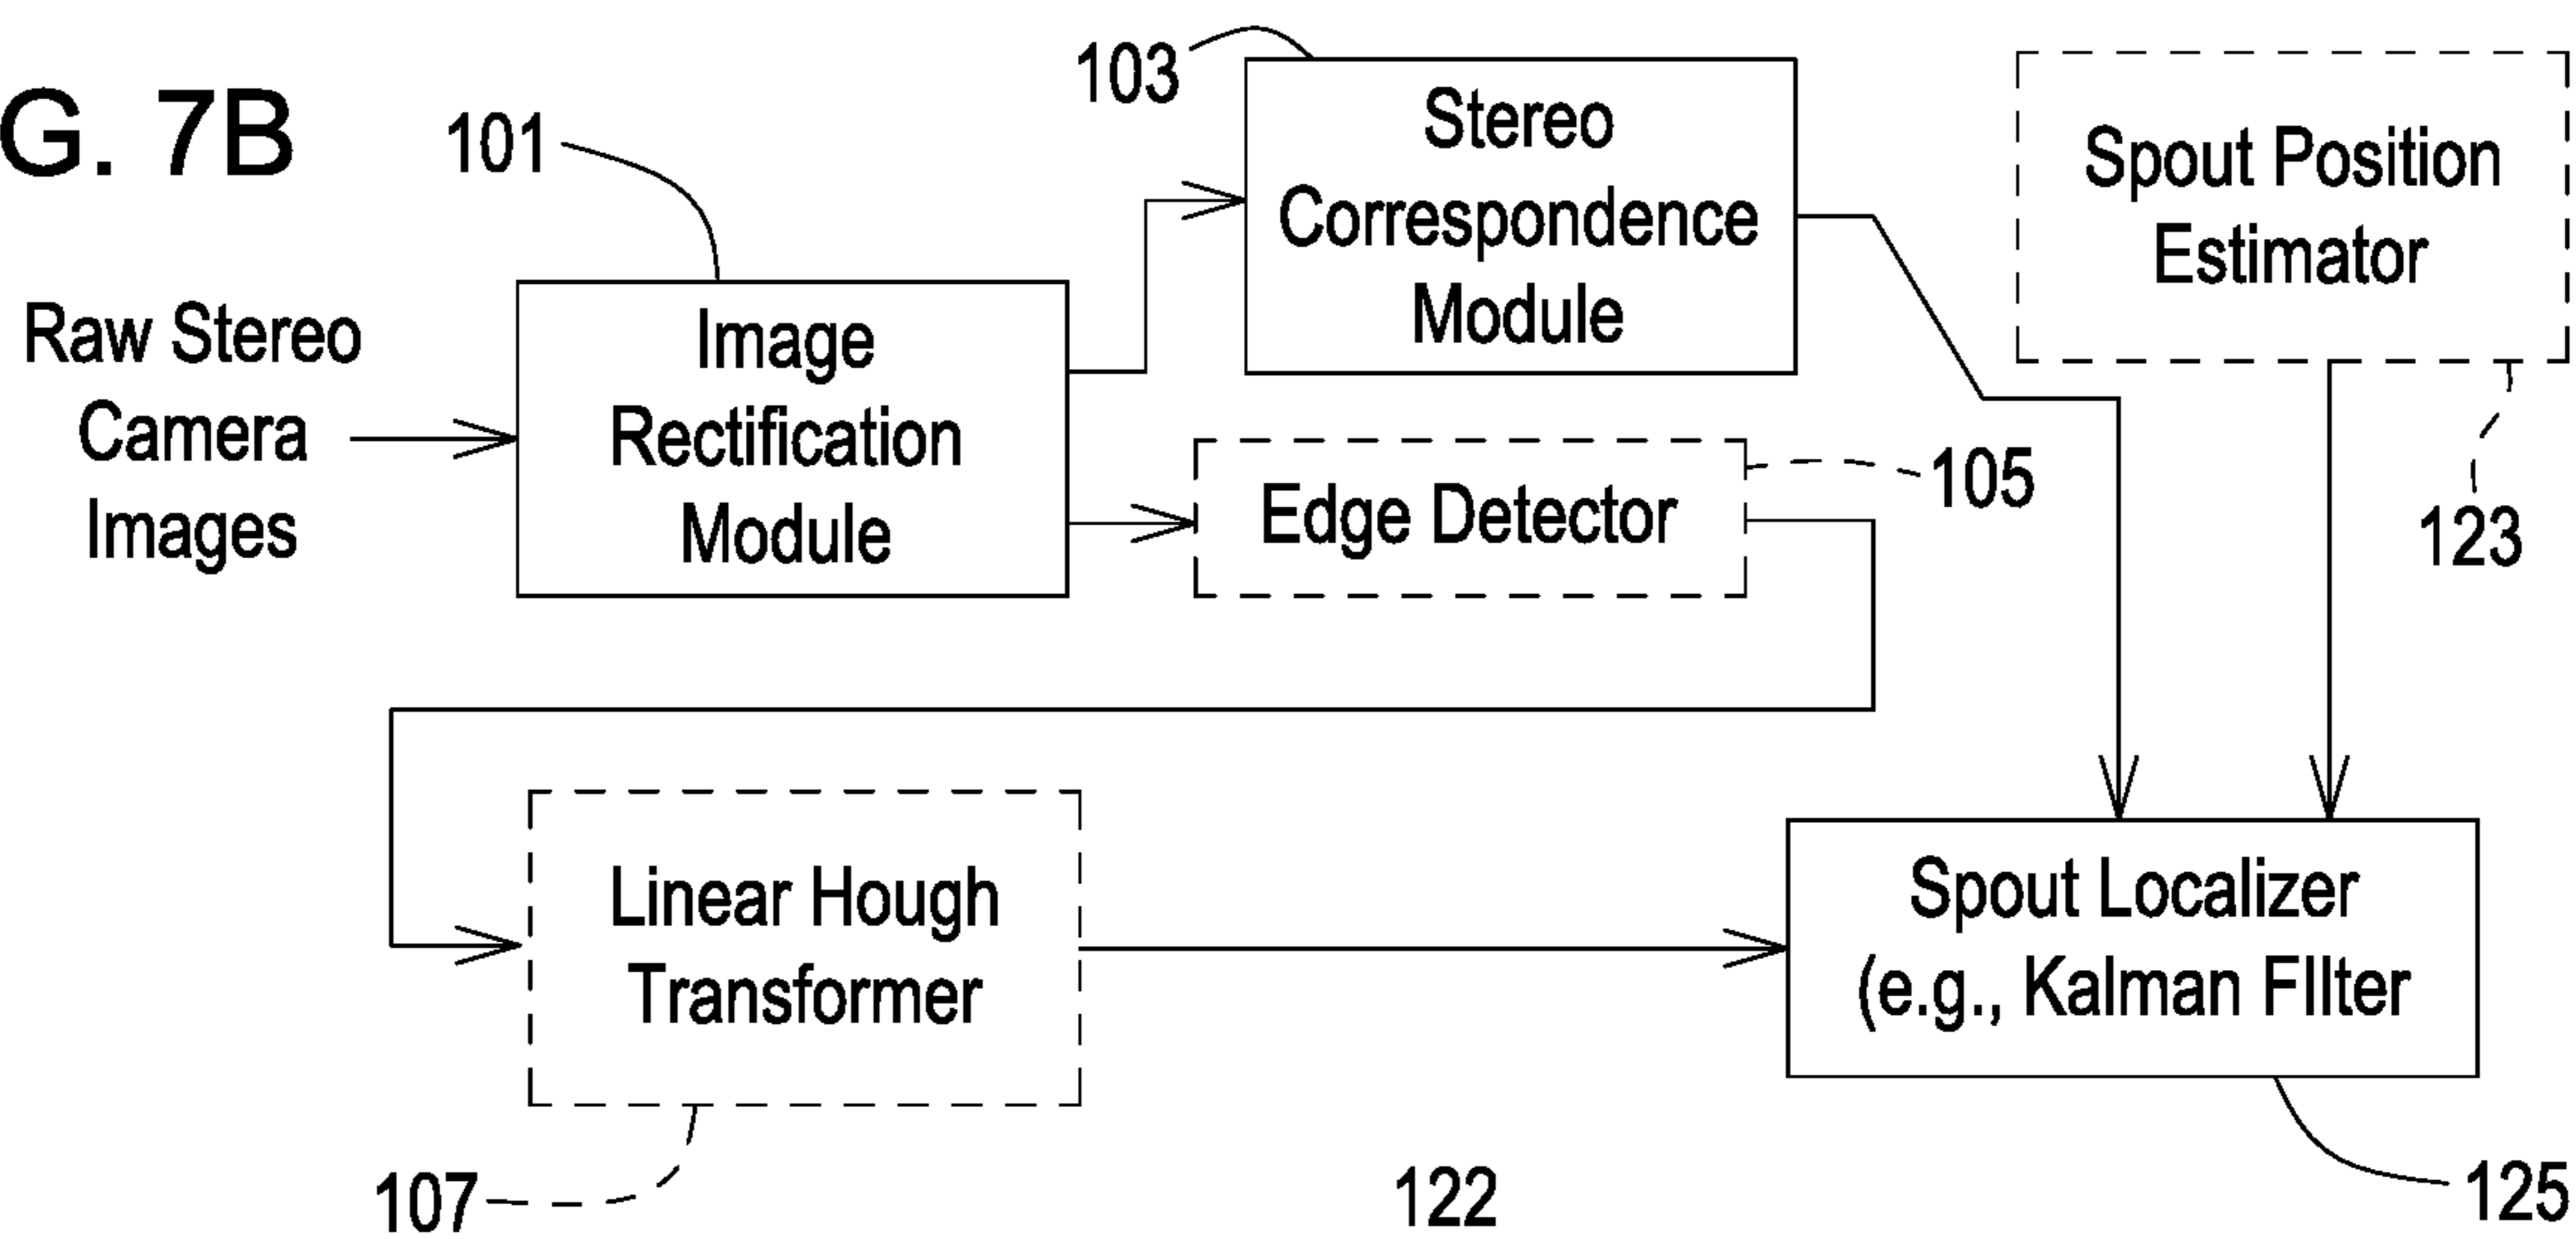 G. 7B
101
103
Stereo
Correspondence
Module
Spout Position
Estimator
Raw Stereo
Camera
Images
Image
Rectification
Module
Edge Detector
105
123
Linear Hough
Transformer
Spout Localizer
(e.g., Kalman FIlter
107
122
125